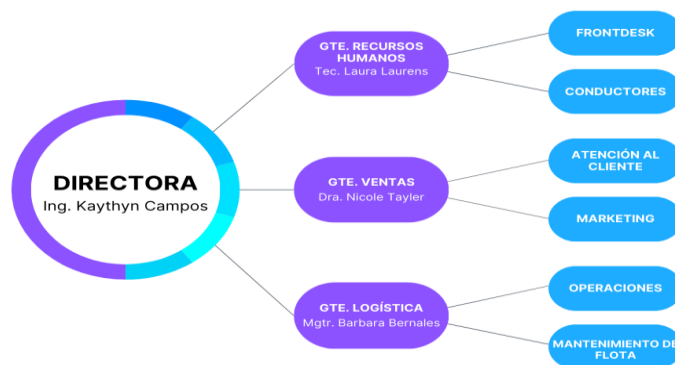 DIRECTORA
Ing. Kaythyn Campos
GTE. RECURSOS
HUMANOS
Tec. Laura Laurens
FRONTDESK
CONDUCTORES
GTE. VENTAS
Dra. Nicole Tayler
ATENCIÓN AL
CLIENTE
MARKETING
GTE. LOGÍSTICA
Mgtr. Barbara Bernales
OPERACIONES
MANTENIMIENTO DE
FLOTA